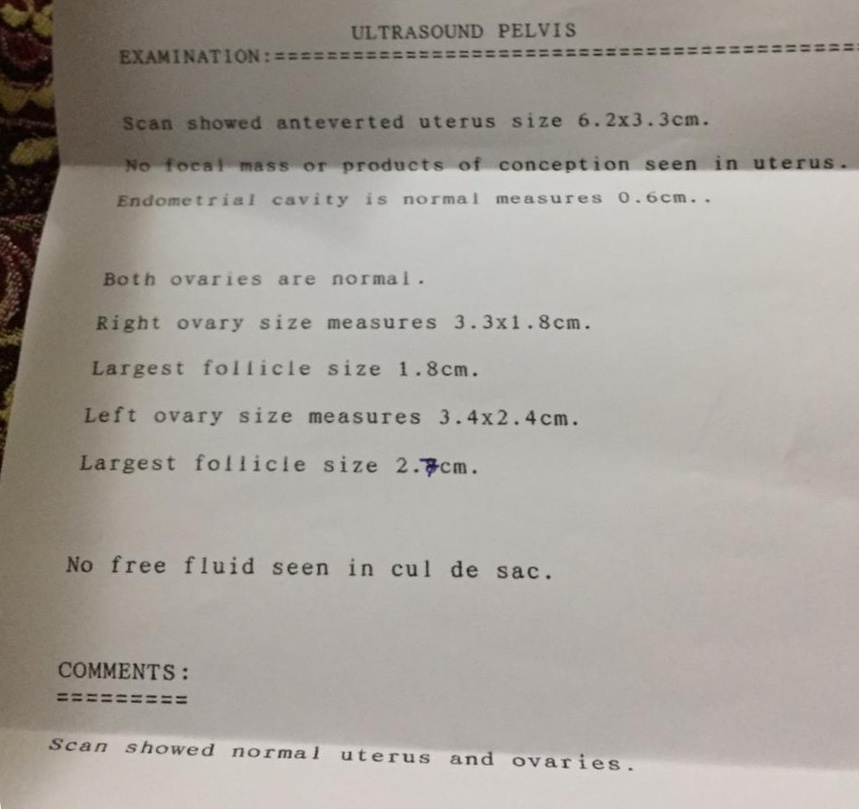 ULTRASOUND PELVIS
EXAMINATION:=============================================
Scan showed anteverted uterus size 6.2x3.3cm.
No focal mass or products of conception seen in uterus.
Endometrial cavity is normal measures 0.6cm..
Both ovaries are normal.
Right ovary size measures 3.3x1.8cm.
Largest follicle size 1.8cm.
Left ovary size measures 3.4x2.4cm.
Largest follicle size
No free fluid seen in cul de sac.
COMMENTS:
=========
Scan showed normal uterus and ovaries.